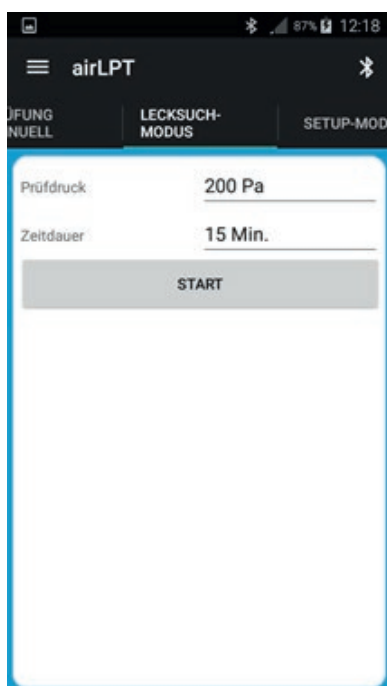 87% 12:18
airLPT
ÜFUNG
NUELL
LECKSUCH-
MODUS
SETUP-MOD
Prüfdruck 200 Pa
Zeitdauer 15 Min.
START